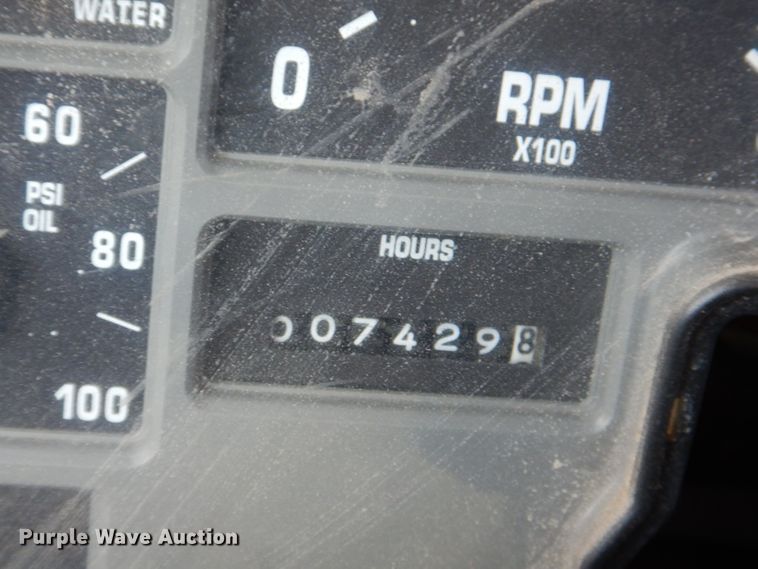 WATER
0
RPM
X100
60
PSI
OIL
80
100
HOURS
0074298
Purple Wave Auction